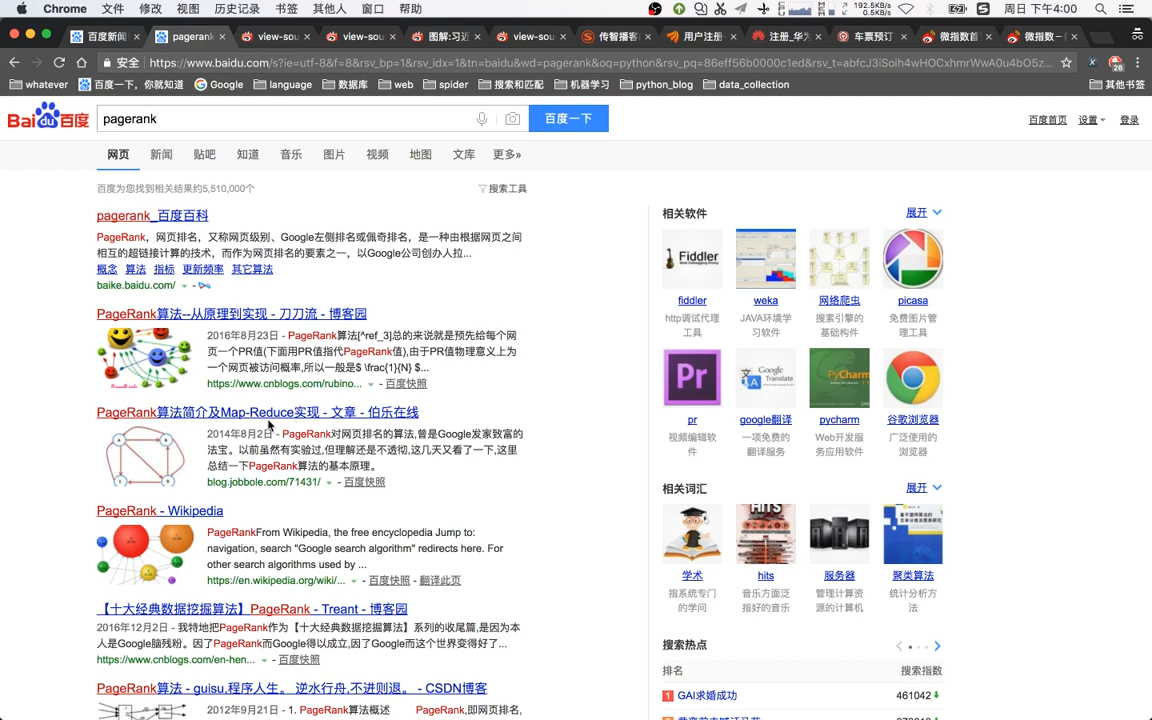 Chrome 文件 修改 视图 历史记录 书签 其他人 窗口 帮助 192.5KB/s 0.5KB/s 周日 下午4:00
百度新闻 pagerank view-sou view-sou 图解:习近 view-sou 传智播客 用户注册 注册_华为 车票预订 微指数首 微指数–
安全 https://www.baidu.com/s?ie=utf-8&f=8&rsv_bp=1&rsv_idx=1&tn=baidu&wd=pagerank&oq=python&rsv_pq=86eff56b0000c1ed&rsv_t=abfcJ3lSoih4wHOCxhmrWwA0u4bO5z... 26
whatever 百度一下，你就知道 Google language 数据库 web spider 搜索和匹配 机器学习 python_blog data_collection 其他书签
Bai du 百度 pagerank 百度一下 百度首页 设置 登录
网页 新闻 贴吧 知道 音乐 图片 视频 地图 文库 更多»
百度为您找到相关结果约5,510,000个 搜索工具
pagerank_百度百科
PageRank，网页排名，又称网页级别、Google左侧排名或佩奇排名，是一种由根据网页之间
相互的超链接计算的技术，而作为网页排名的要素之一，以Google公司创办人拉...
概念 算法 指标 更新频率 其它算法
baike.baidu.com/
PageRank算法--从原理到实现 - 刀刀流 - 博客园
2016年8月23日 - PageRank算法[^ref_3]总的来说就是预先给每个网
页一个PR值(下面用PR值指代PageRank值),由于PR值物理意义上为
一个网页被访问概率,所以一般是$ \frac{1}{N} $...
https://www.cnblogs.com/rubino... - 百度快照
PageRank算法简介及Map-Reduce实现 - 文章 - 伯乐在线
2014年8月2日 - PageRank对网页排名的算法,曾是Google发家致富的
法宝。以前虽然有实验过,但理解还是不透彻,这几天又看了一下,这里
总结一下PageRank算法的基本原理。
blog.jobbole.com/71431/ - 百度快照
PageRank - Wikipedia
PageRankFrom Wikipedia, the free encyclopedia Jump to:
navigation, search "Google search algorithm" redirects here. For
other search algorithms used by ...
https://en.wikipedia.org/wiki/... - 百度快照 - 翻译此页
【十大经典数据挖掘算法】PageRank - Treant - 博客园
2016年12月2日 - 我特地把PageRank作为【十大经典数据挖掘算法】系列的收尾篇,是因为本
人是Google脑残粉。因了PageRank而Google得以成立,因了Google而这个世界变得好了...
https://www.cnblogs.com/en-hen... - 百度快照
PageRank算法 - guisu,程序人生。 逆水行舟,不进则退。 - CSDN博客
2012年9月21日 - 1. PageRank算法概述 PageRank,即网页排名,
相关软件 展开
Fiddler
fiddler weka 网络爬虫 picasa
http调试代理 JAVA环境学 搜索引擎的 免费图片管
工具 习软件 基础构件 理工具
Pr Google Translate PyCharm
pr google翻译 pycharm 谷歌浏览器
视频编辑软 一项免费的 Web开发服 广泛使用的
件 翻译服务 务应用软件 浏览器
相关词汇 展开
HITS
学术 hits 服务器 聚类算法
指系统专门 音乐方面泛 管理计算资 统计分析方
的学问 指好的音乐 源的计算机 法
搜索热点
排名 搜索指数
1 GAI求婚成功 461042